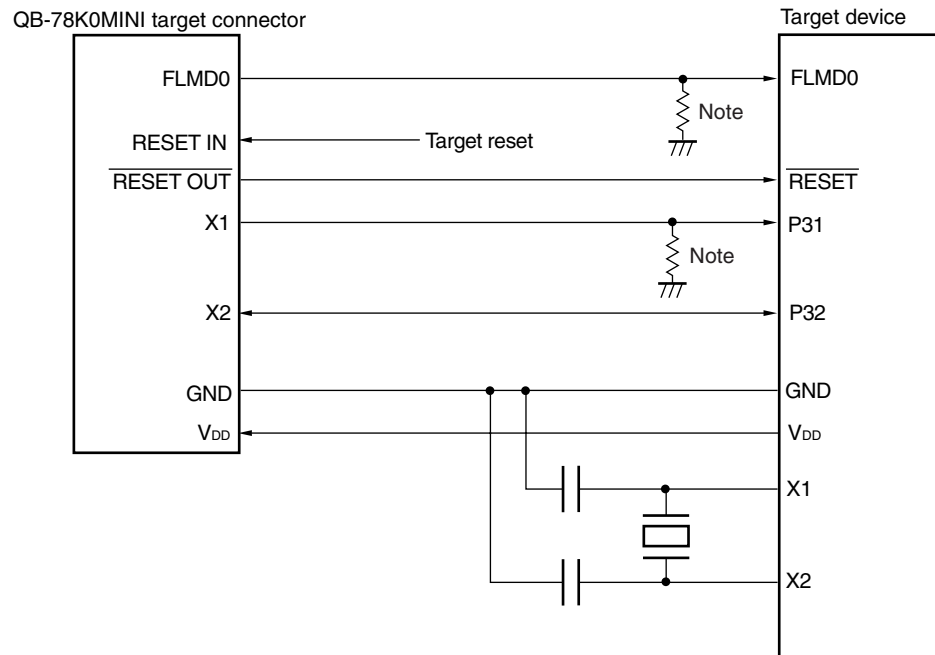 QB-78K0MINI target connector
Target device
FLMD0
FLMD0
Note
RESET IN
Target reset
RESET OUT
RESET
X1
P31
Note
X2
P32
GND
GND
VDD
VDD
X1
X2